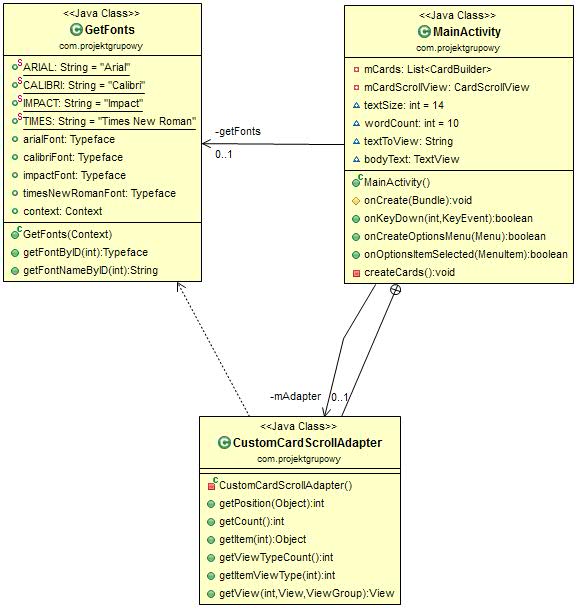 <<Java Class>>
GetFonts
com.projektgrupowy
ARIAL: String = "Arial"
CALIBRI: String = "Calibri"
IMPACT: String = "Impact"
TIMES: String = "Times New Roman"
arialFont: Typeface
calibriFont: Typeface
impactFont: Typeface
timesNewRomanFont: Typeface
context: Context
GetFonts(Context)
getFontByID(int):Typeface
getFontNameByID(int):String
-getFonts
0..1
<<Java Class>>
MainActivity
com.projektgrupowy
mCards: List<CardBuilder>
mCardScrollView: CardScrollView
textSize: int = 14
wordCount: int = 10
textToView: String
bodyText: TextView
MainActivity()
onCreate(Bundle):void
onKeyDown(int,KeyEvent):boolean
onCreateOptionsMenu(Menu):boolean
onOptionsItemSelected(MenuItem):boolean
createCards():void
-mAdapter
0..1
<<Java Class>>
CustomCardScrollAdapter
com.projektgrupowy
CustomCardScrollAdapter()
getPosition(Object):int
getCount():int
getItem(int):Object
getViewTypeCount():int
getItemViewType(int):int
getView(int,View,ViewGroup):View